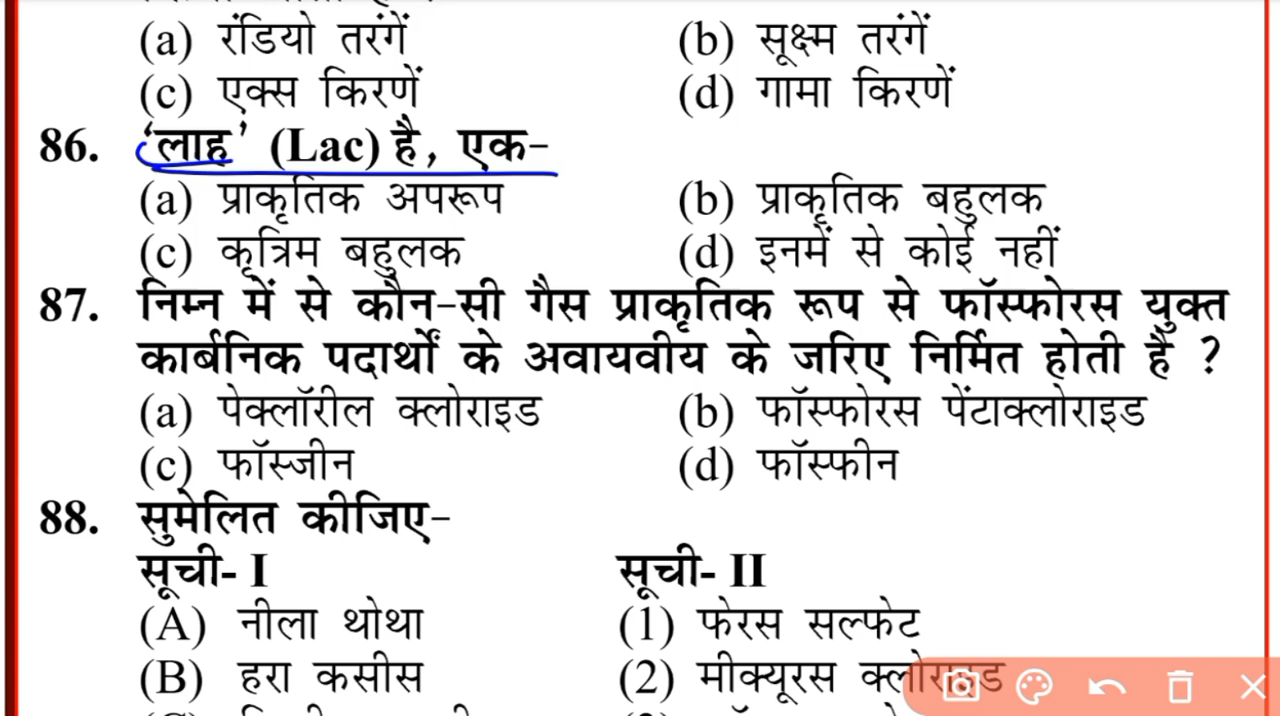 (a) रंडियो तरंगें (b) सूक्ष्म तरंगें
(c) एक्स किरणें (d) गामा किरणें
86. ‘लाह’ (Lac) है, एक-
(a) प्राकृतिक अपरूप (b) प्राकृतिक बहुलक
(c) कृत्रिम बहुलक (d) इनमें से कोई नहीं
87. निम्न में से कौन-सी गैस प्राकृतिक रूप से फॉस्फोरस युक्त
कार्बनिक पदार्थों के अवायवीय के जरिए निर्मित होती है ?
(a) पेक्लॉरील क्लोराइड (b) फॉस्फोरस पेंटाक्लोराइड
(c) फॉस्जीन (d) फॉस्फीन
88. सुमेलित कीजिए-
सूची- I सूची- II
(A) नीला थोथा (1) फेरस सल्फेट
(B) हरा कसीस (2) मीक्यूरस क्लोराइड